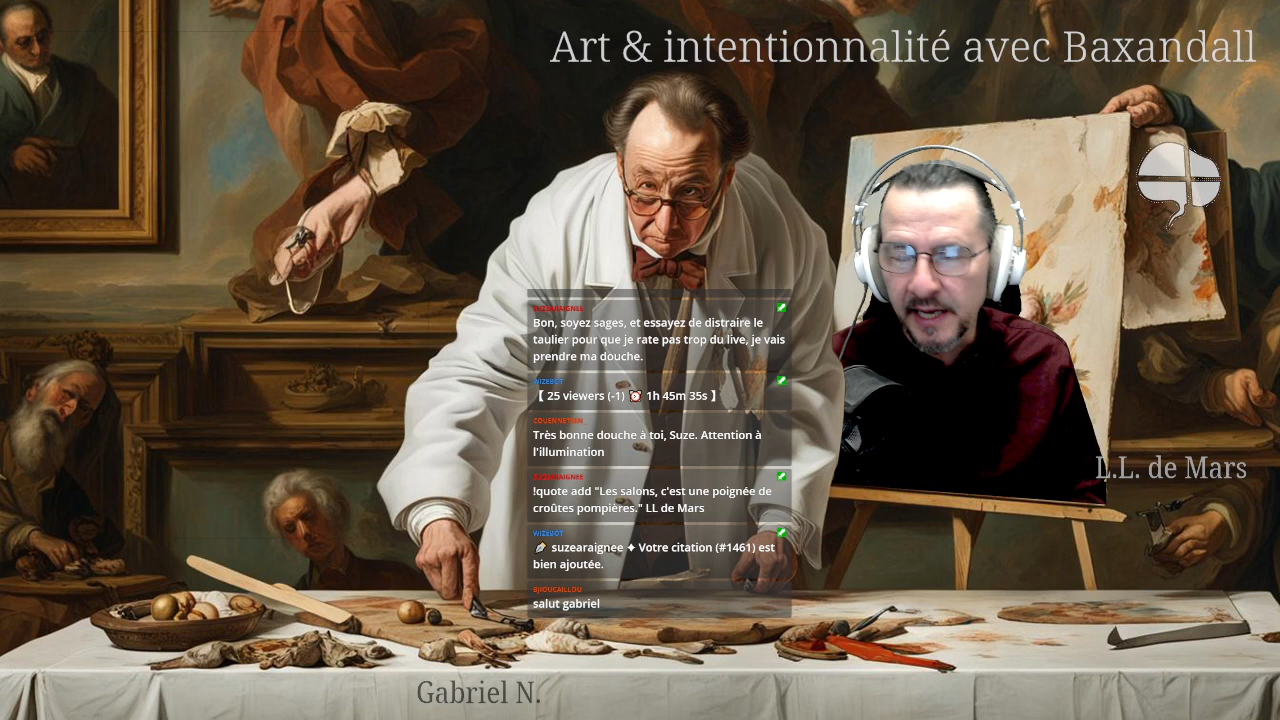 Art & intentionnalité avec Baxandall
SUZEARAIGNEE
Bon, soyez sages, et essayez de distraire le
taulier pour que je rate pas trop du live, je vais
prendre ma douche.
WIZEBOT
【 25 viewers (-1) ⏰ 1h 45m 35s 】
Très bonne douche à toi, Suze. Attention à
l'illumination
SUZEARAIGNEE
!quote add "Les salons, c'est une poignée de
croûtes pompières." LL de Mars
WIZEBOT
suzearaignee ✦ Votre citation (#1461) est
bien ajoutée.
BJIOUCAILLOU
salut gabriel
L.L. de Mars
Gabriel N.